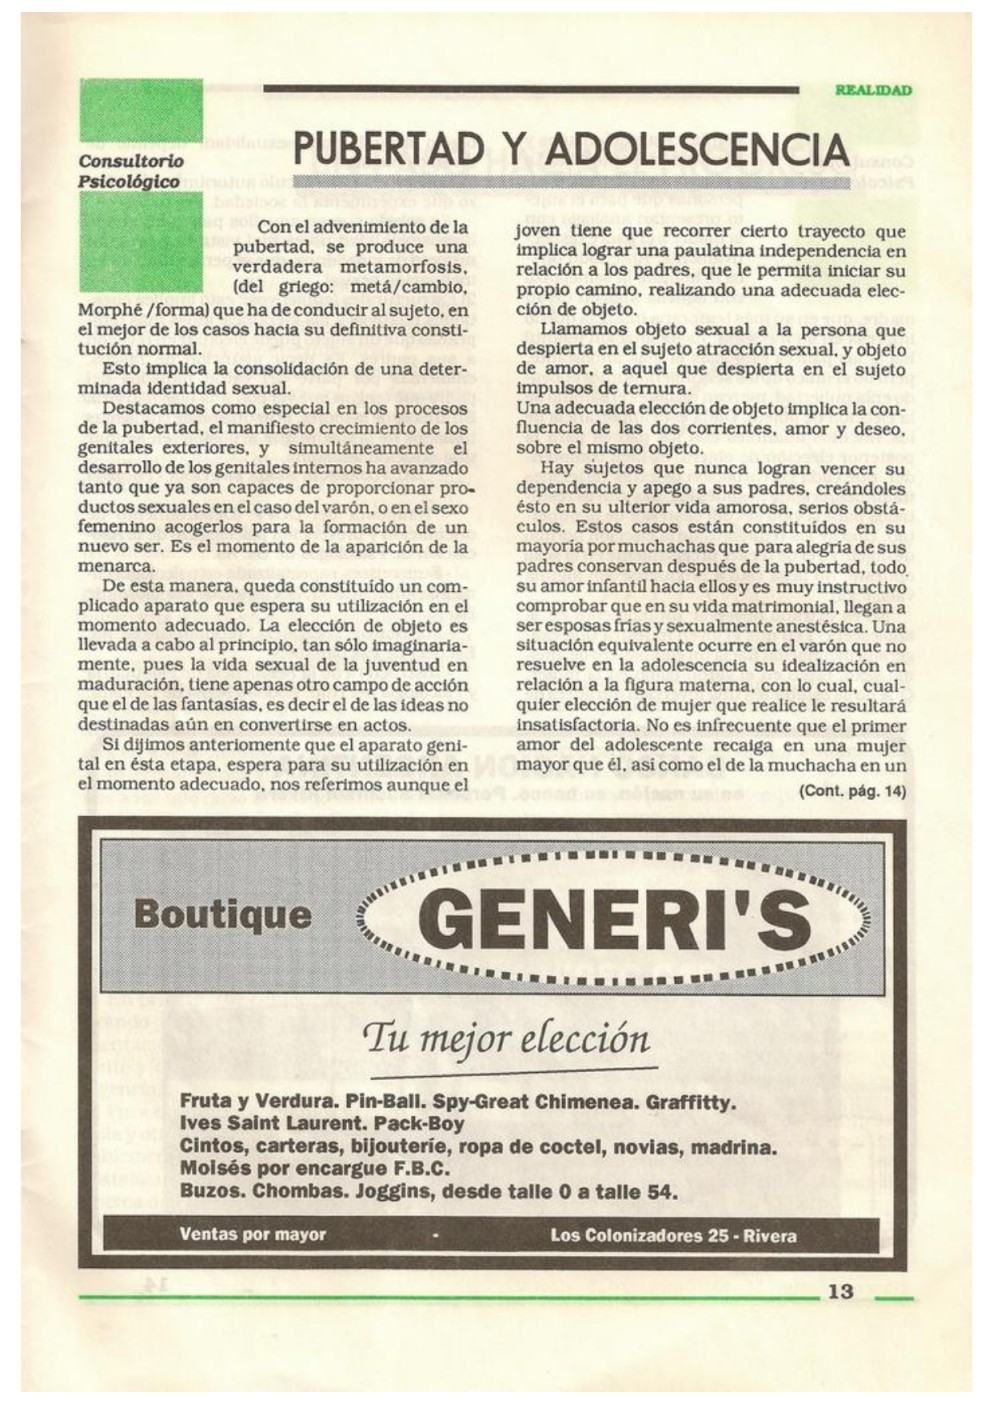 REALIDAD
Consultorio
Psicológico
PUBERTAD Y ADOLESCENCIA
Con el advenimiento de la
pubertad, se produce una
verdadera metamorfosis,
(del griego: metá/cambio,
Morphé /forma) que ha de conducir al sujeto, en
el mejor de los casos hacia su definitiva consti-
tución normal.
Esto implica la consolidación de una deter-
minada identidad sexual.
Destacamos como especial en los procesos
de la pubertad, el manifiesto crecimiento de los
genitales exteriores, y simultáneamente el
desarrollo de los genitales internos ha avanzado
tanto que ya son capaces de proporcionar pro-
ductos sexuales en el caso del varón, o en el sexo
femenino acogerlos para la formación de un
nuevo ser. Es el momento de la aparición de la
menarca.
De esta manera, queda constituído un com-
plicado aparato que espera su utilización en el
momento adecuado. La elección de objeto es
llevada a cabo al principio, tan sólo imaginaria-
mente, pues la vida sexual de la juventud en
maduración, tiene apenas otro campo de acción
que el de las fantasías, es decir el de las ideas no
destinadas aún en convertirse en actos.
Si dijimos anteriomente que el aparato geni-
tal en ésta etapa, espera para su utilización en
el momento adecuado, nos referimos aunque el
joven tiene que recorrer cierto trayecto que
implica lograr una paulatina independencia en
relación a los padres, que le permita iniciar su
propio camino, realizando una adecuada elec-
ción de objeto.
Llamamos objeto sexual a la persona que
despierta en el sujeto atracción sexual, y objeto
de amor, a aquel que despierta en el sujeto
impulsos de ternura.
Una adecuada elección de objeto implica la con-
fluencia de las dos corrientes, amor y deseo,
sobre el mismo objeto.
Hay sujetos que nunca logran vencer su
dependencia y apego a sus padres, creándoles
ésto en su ulterior vida amorosa, serios obstá-
culos. Estos casos están constituídos en su
mayoría por muchachas que para alegría de sus
padres conservan después de la pubertad, todo
su amor infantil hacia ellos y es muy instructivo
comprobar que en su vida matrimonial, llegan a
ser esposas frías y sexualmente anestésica. Una
situación equivalente ocurre en el varón que no
resuelve en la adolescencia su idealización en
relación a la figura materna, con lo cual, cual-
quier elección de mujer que realice le resultará
insatisfactoria. No es infrecuente que el primer
amor del adolescente recaiga en una mujer
mayor que él, así como el de la muchacha en un
(Cont. pág. 14)
Boutique GENERI'S
Tu mejor elección
Fruta y Verdura. Pin-Ball. Spy-Great Chimenea. Graffitty.
Ives Saint Laurent. Pack-Boy
Cintos, carteras, bijouteríe, ropa de coctel, novias, madrina.
Moisés por encargue F.B.C.
Buzos. Chombas. Joggins, desde talle 0 a talle 54.
Ventas por mayor - Los Colonizadores 25 - Rivera
13